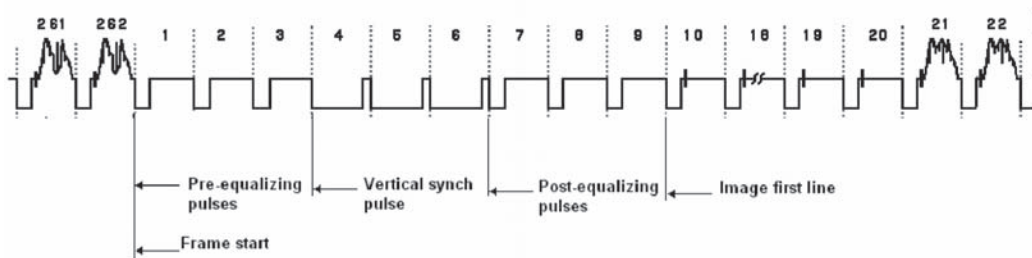 261 262 1 2 3 4 5 6 7 8 9 10 18 19 20 21 22
Pre-equalizing
pulses
Vertical synch
pulse
Post-equalizing
pulses
Image first line
Frame start